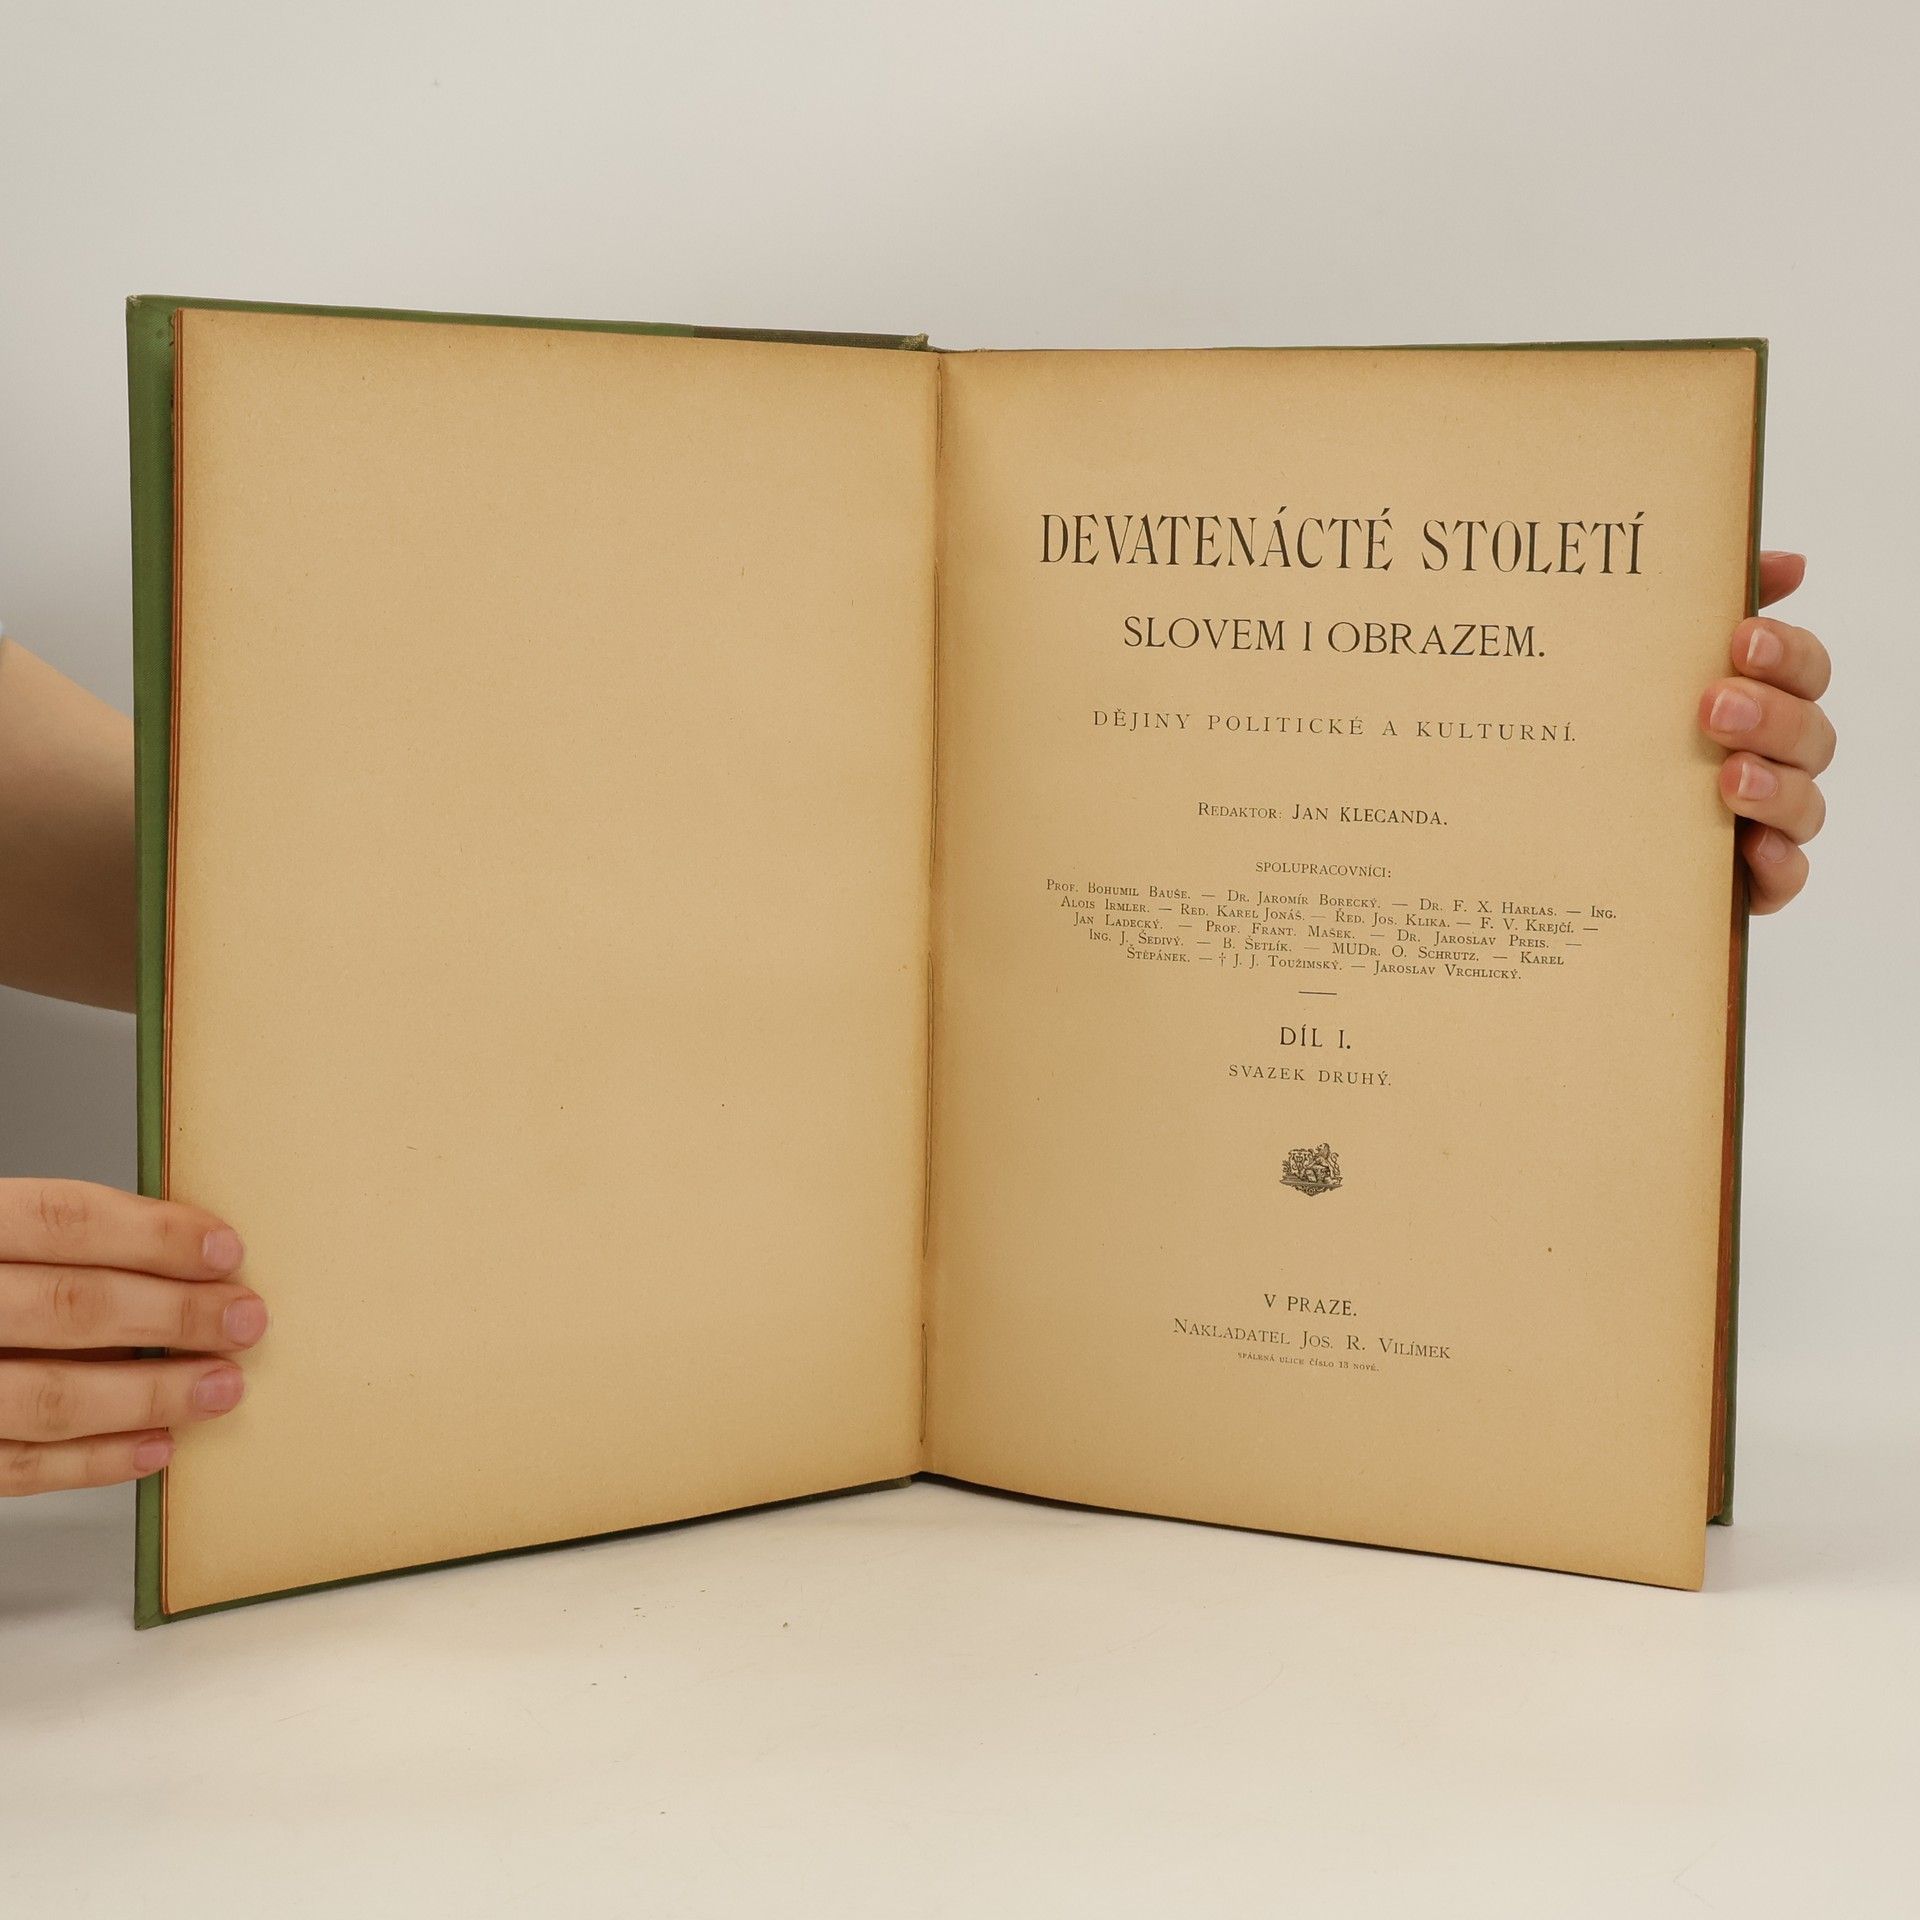 DEVATENÁCTÉ STOLETÍ
SLOVEM I OBRAZEM.
DĚJINY POLITICKÉ A KULTURNÍ.
REDAKTOR: JAN KLECANDA.
SPOLUPRACOVNÍCI:
PROF. BOHUMIL BAUŠE. — DR. JAROMÍR BORECKÝ. — DR. F. X. HARLAS. — ING.
ALOIS IRMLER. — RED. KAREL JONÁŠ. — ŘED. JOS. KLIKA. — F. V. KREJČÍ. —
JAN LADECKÝ. — PROF. FRANT. MAŠEK. — DR. JAROSLAV PREIS. —
ING. J. ŠEDIVÝ. — B. ŠETLÍK. — MUDR. O. SCHRUTZ. — KAREL
ŠTĚPÁNEK. — † J. J. TOUŽIMSKÝ. — JAROSLAV VRCHLICKÝ.
DÍL I.
SVAZEK DRUHÝ.
V PRAZE.
NAKLADATEL JOS. R. VILÍMEK
SPÁLENÁ ULICE ČÍSLO 13 NOVÉ.